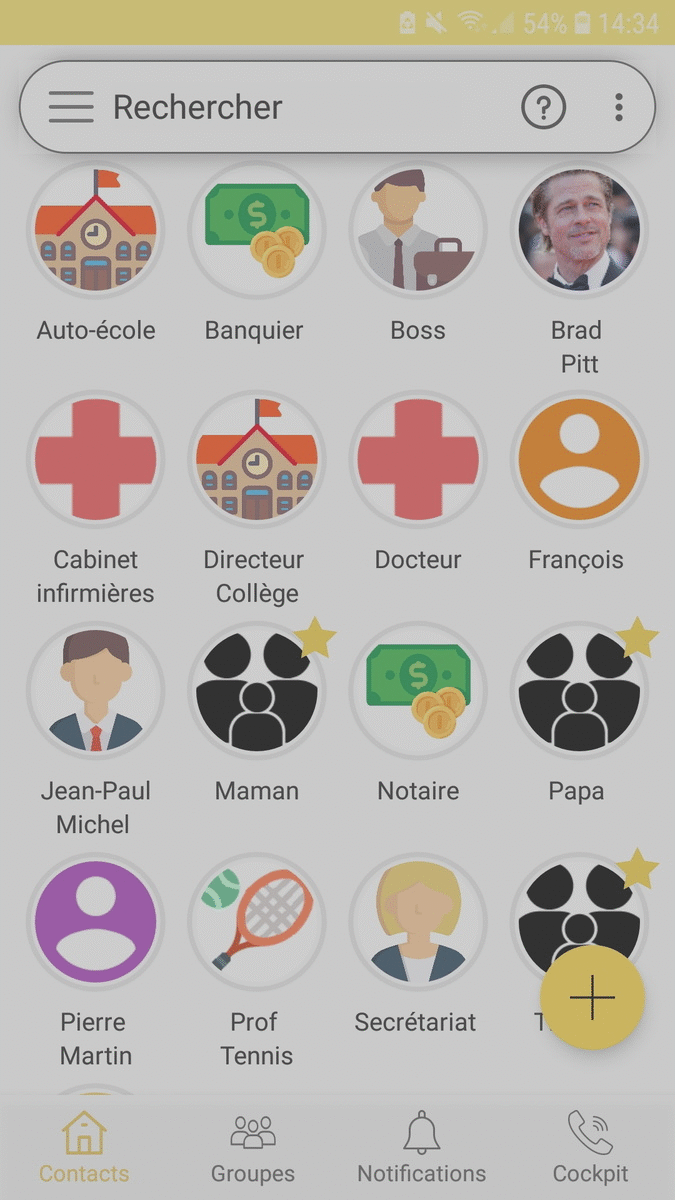 54% 14:34
Rechercher
Auto-école Banquier Boss Brad
Pitt
Cabinet Directeur Docteur François
infirmières Collège
Jean-Paul Maman Notaire Papa
Michel
Pierre Prof Secrétariat
Martin Tennis
Contacts Groupes Notifications Cockpit